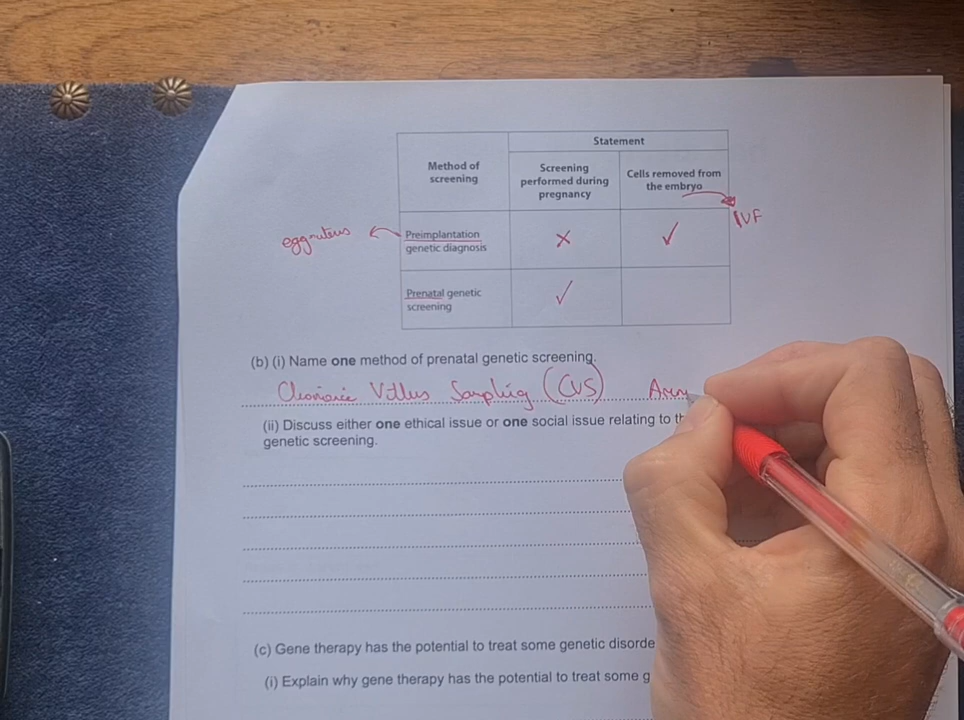 Statement
Method of screening
Screening performed during pregnancy
Cells removed from the embryo
IVF
Preimplantation genetic diagnosis
✗
✓
Prenatal genetic screening
✓
(b) (i) Name one method of prenatal genetic screening.
Villus Sampling (CVS) Amn
(ii) Discuss either one ethical issue or one social issue relating to
genetic screening.
(c) Gene therapy has the potential to treat some genetic
(i) Explain why gene therapy has the potential to treat some